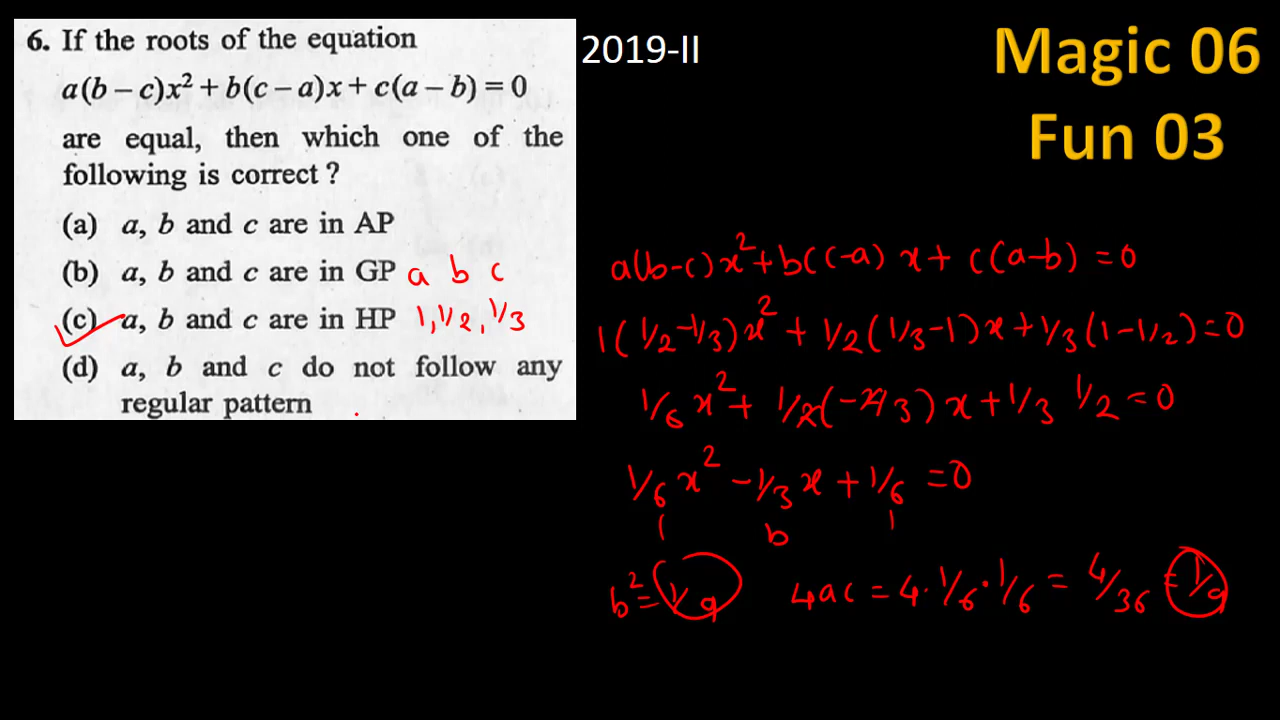 6. If the roots of the equation
a(b – c)x² + b(c – a)x + c(a – b) = 0
are equal, then which one of the
following is correct ?
(a) a, b and c are in AP
(b) a, b and c are in GP a b c
(c) a, b and c are in HP 1, 1/2, 1/3
(d) a, b and c do not follow any
regular pattern
2019-II
Magic 06
Fun 03
a(b-c)x² + b(c-a) x + c(a-b) = 0
1(1/2-1/3)x² + 1/2(1/3-1)x + 1/3(1-1/2) = 0
1/6 x² + 1/2(-2/3) x + 1/3 1/2 = 0
1/6 x² - 1/3 x + 1/6 = 0
b
b² = 1/9 4ac = 4·1/6·1/6 = 4/36 = 1/9